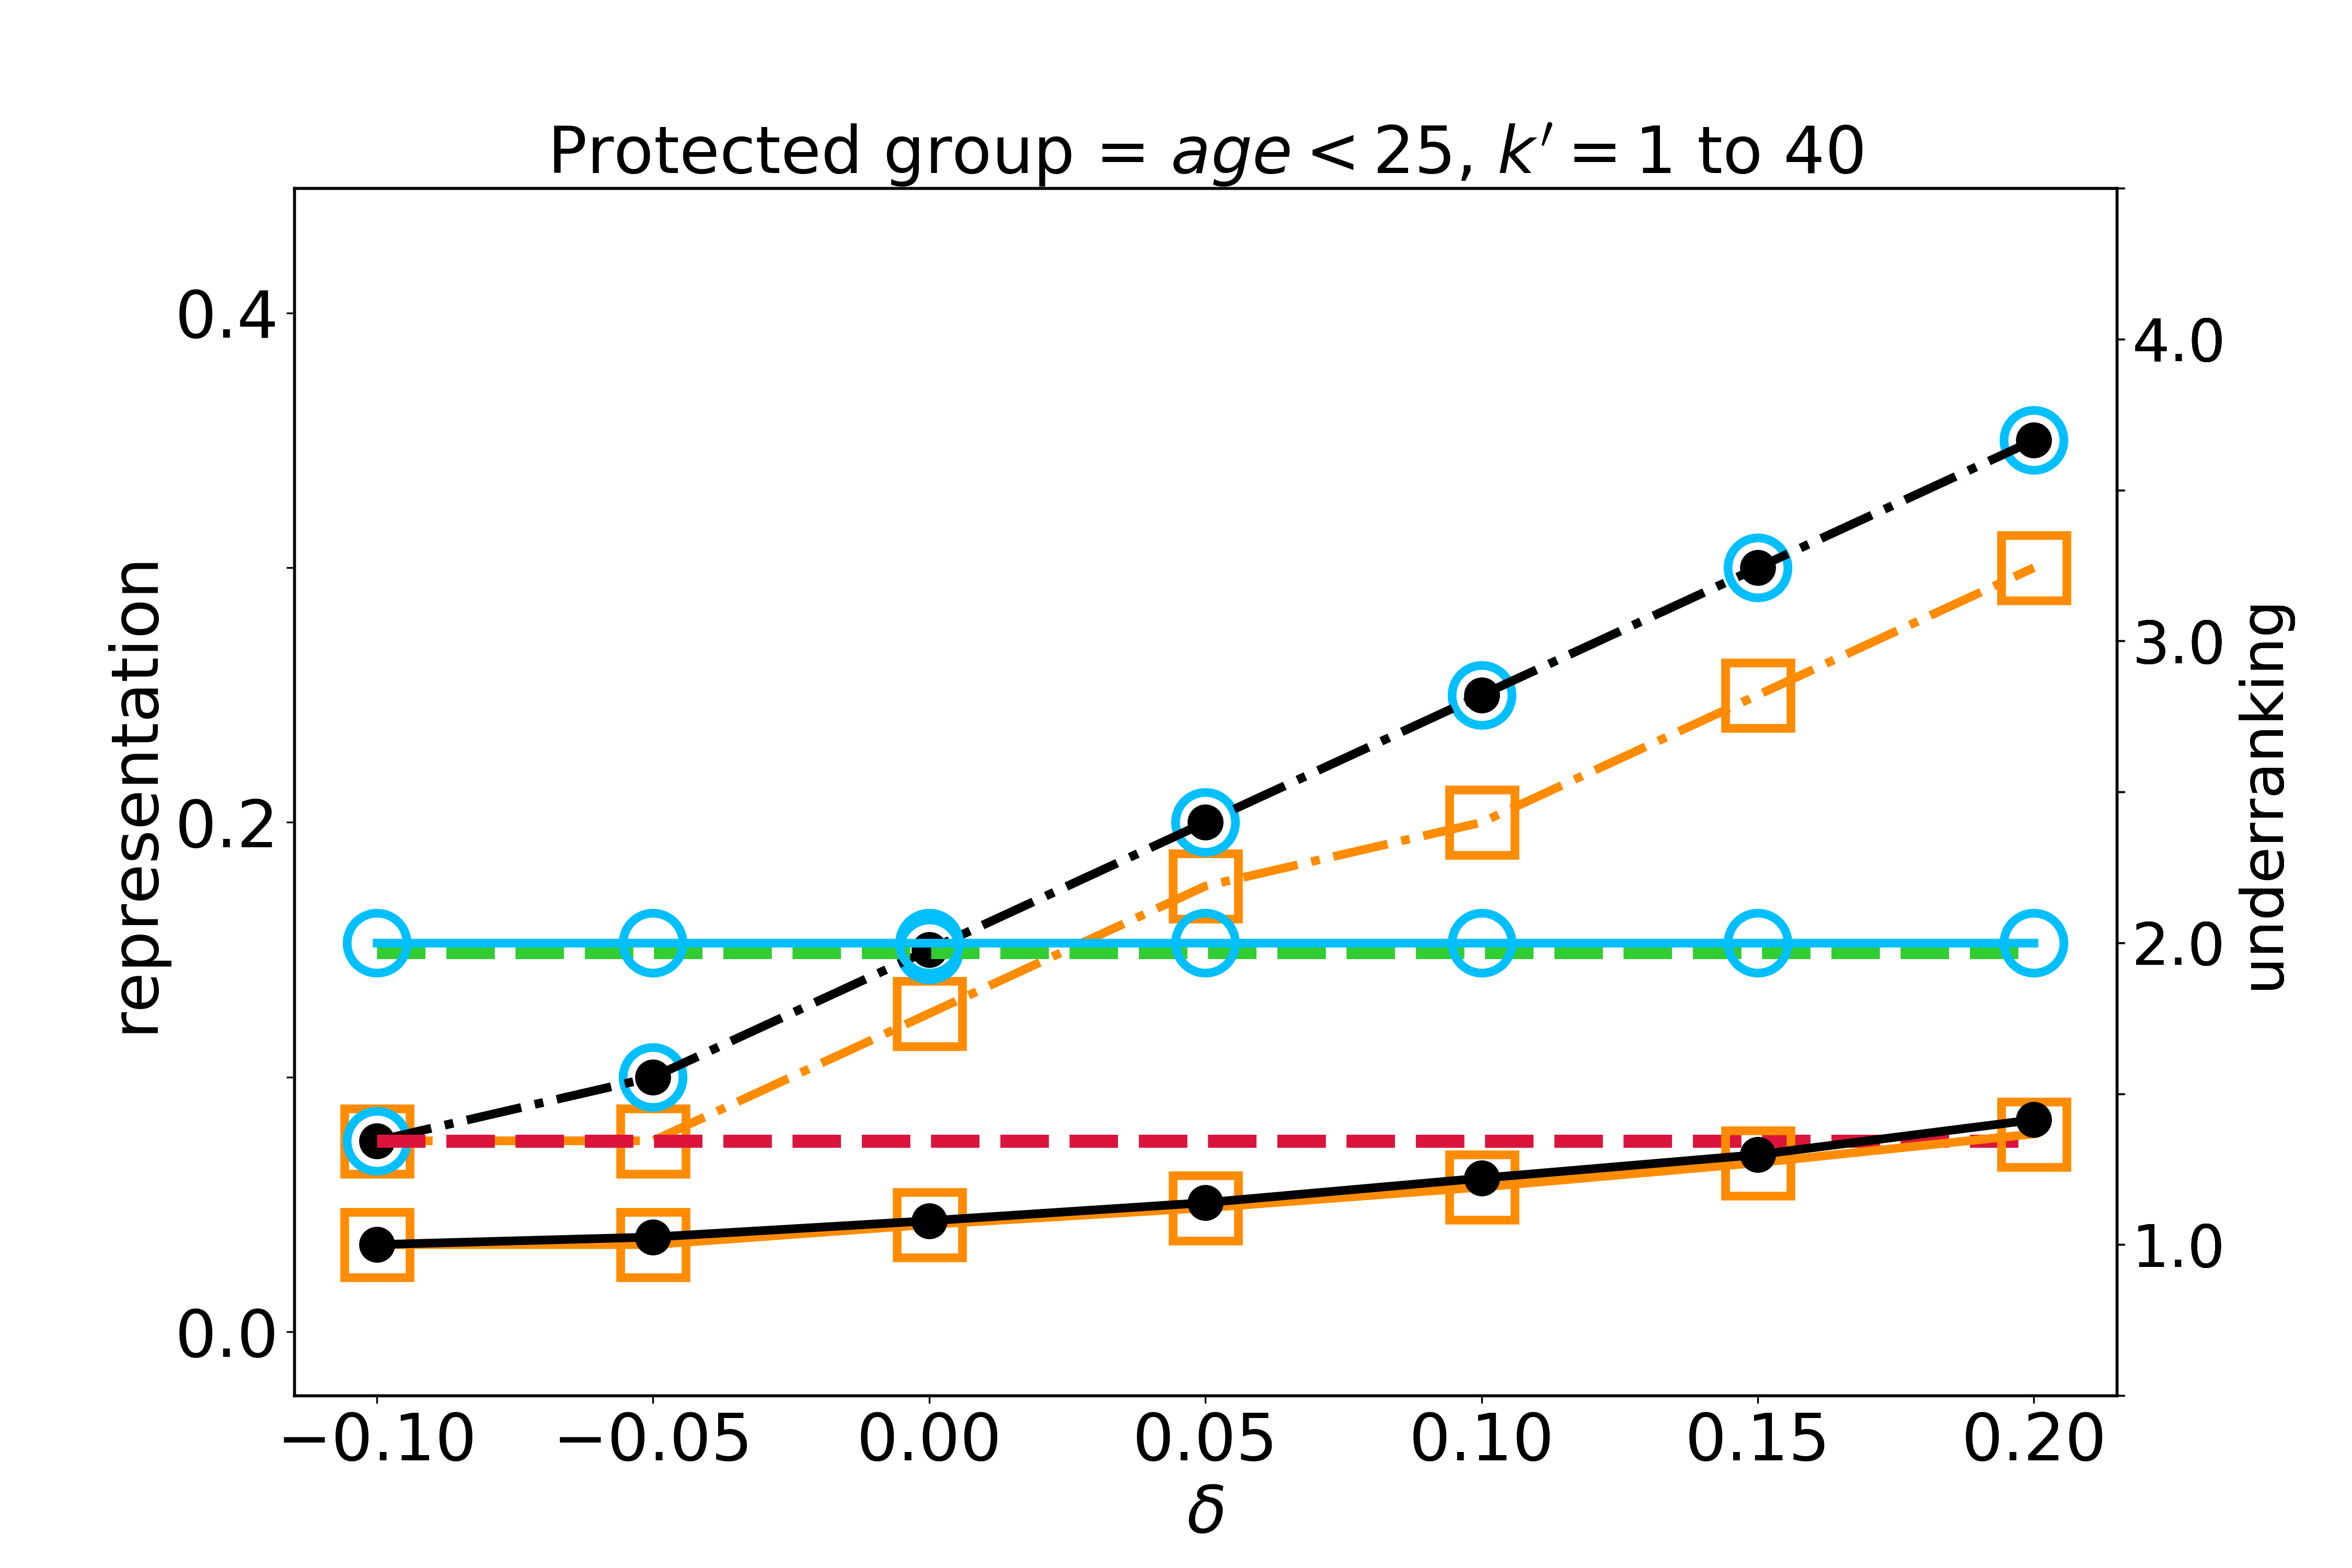 Protected group = age < 25, k′ = 1 to 40
representation
0.4
0.2
0.0
4.0
3.0
2.0
1.0
underranking
−0.10 −0.05 0.00 0.05 0.10 0.15 0.20
δ